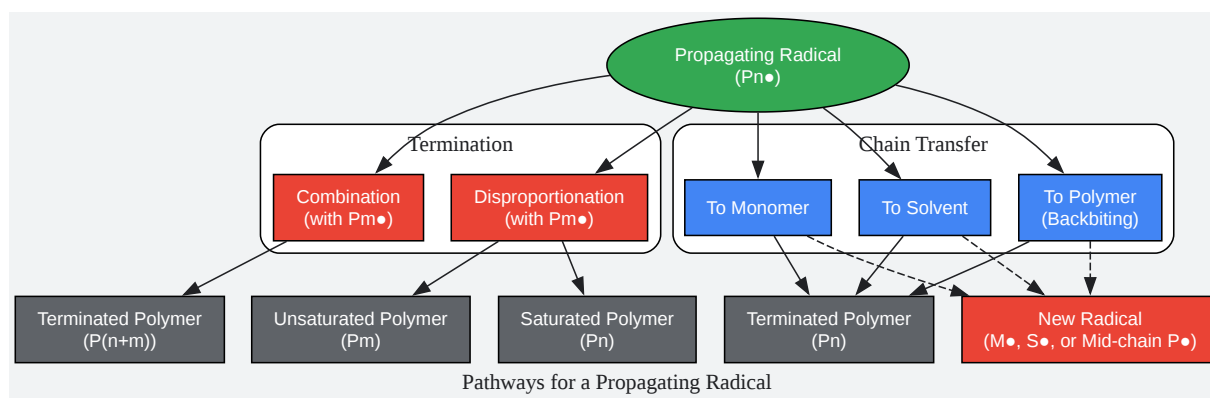 Propagating Radical
(Pn●)
Termination
Chain Transfer
Combination
(with Pm●)
Disproportionation
(with Pm●)
To Monomer
To Solvent
To Polymer
(Backbiting)
Terminated Polymer
(P(n+m))
Unsaturated Polymer
(Pm)
Saturated Polymer
(Pn)
Terminated Polymer
(Pn)
New Radical
(M●, S●, or Mid-chain P●)
Pathways for a Propagating Radical